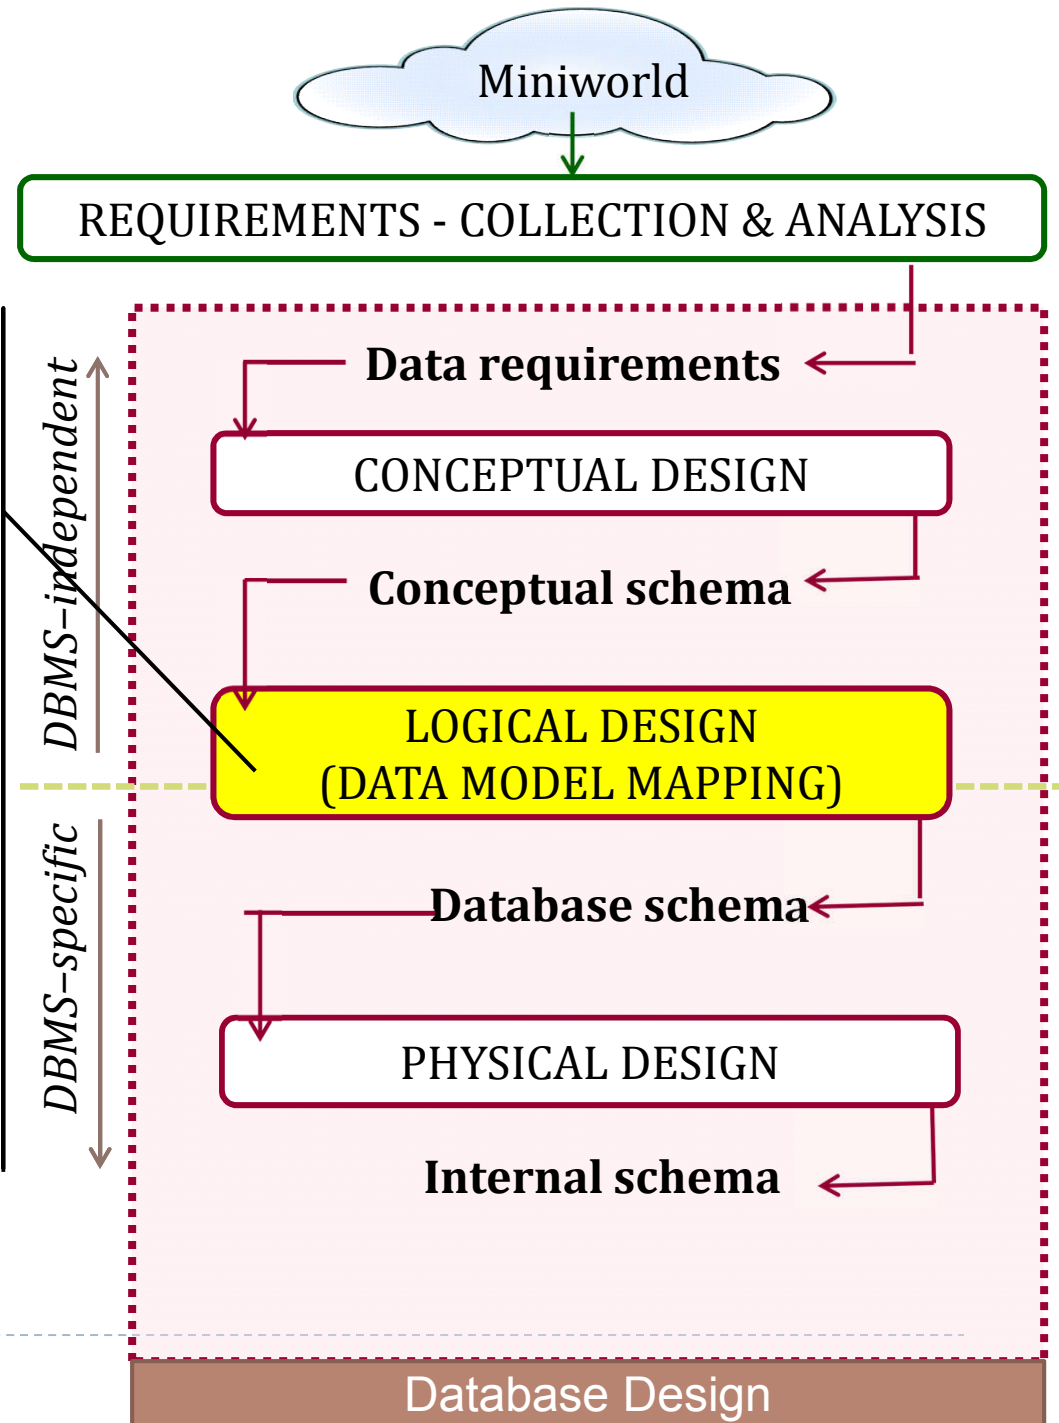 Miniworld
REQUIREMENTS - COLLECTION & ANALYSIS
DBMS–independent
Data requirements
CONCEPTUAL DESIGN
Conceptual schema
LOGICAL DESIGN
(DATA MODEL MAPPING)
DBMS–specific
Database schema
PHYSICAL DESIGN
Internal schema
Database Design